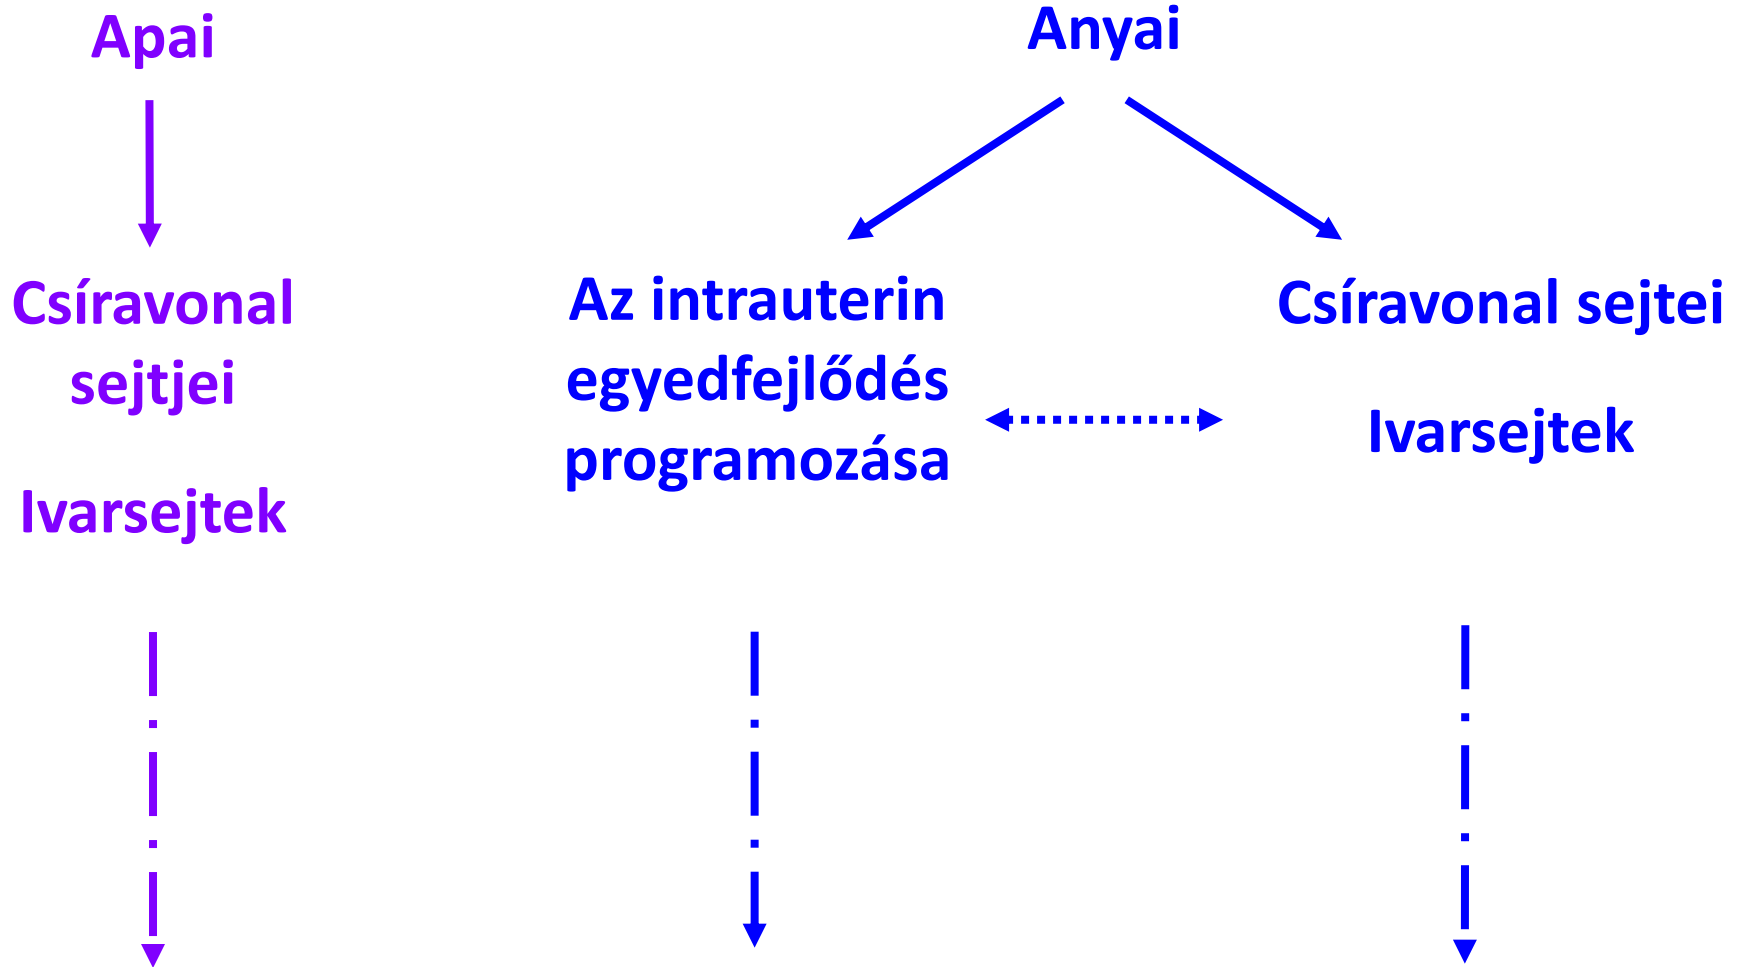 Apai
Anyai
Csíravonal
sejtjei
Ivarsejtek
Az intrauterin
egyedfejlődés
programozása
Csíravonal sejtei
Ivarsejtek